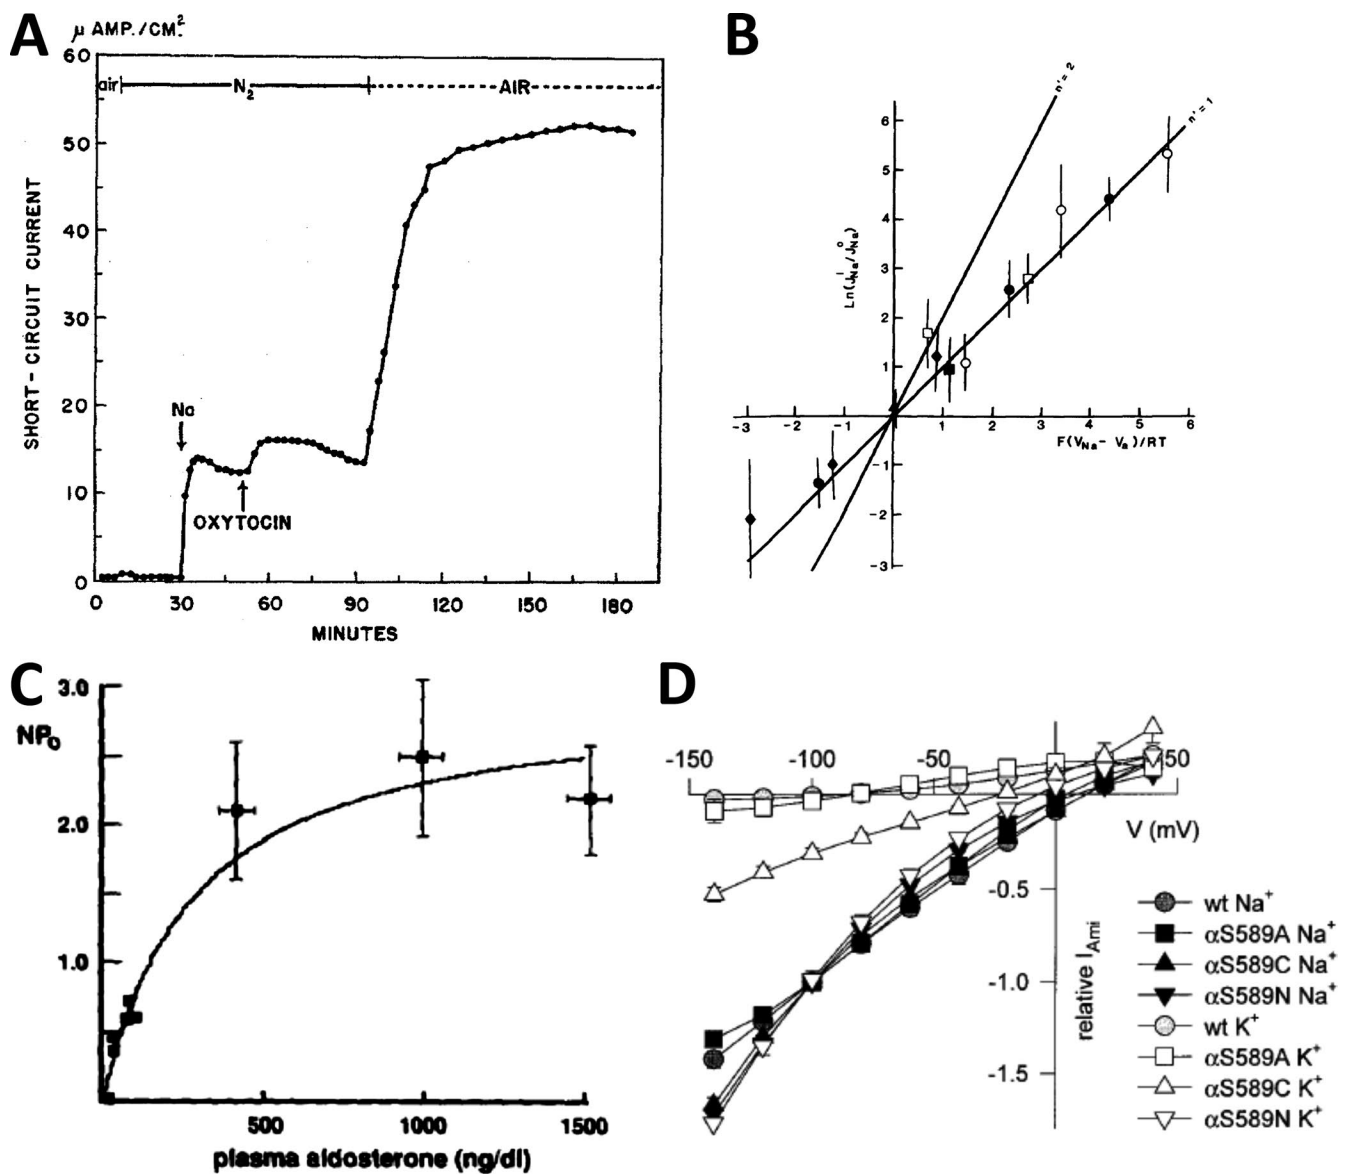 A
μ AMP./CM.²
60
50
40
30
20
10
0
SHORT-CIRCUIT CURRENT
air
N₂
AIR
Na
OXYTOCIN
0 30 60 90 120 150 180
MINUTES
B
n'=2
n'=1
6
5
4
3
2
1
Ln(Jⁱ_Na/J°_Na)
-3 -2 -1 1 2 3 4 5 6
F(V_Na - V_a)/RT
-1
-2
-3
C
3.0
NP₀
2.0
1.0
500 1000 1500
plasma aldosterone (ng/dl)
D
-150 -100 -50 50
V (mV)
-0.5
-1.0
-1.5
relative I_Ami
wt Na⁺
αS589A Na⁺
αS589C Na⁺
αS589N Na⁺
wt K⁺
αS589A K⁺
αS589C K⁺
αS589N K⁺